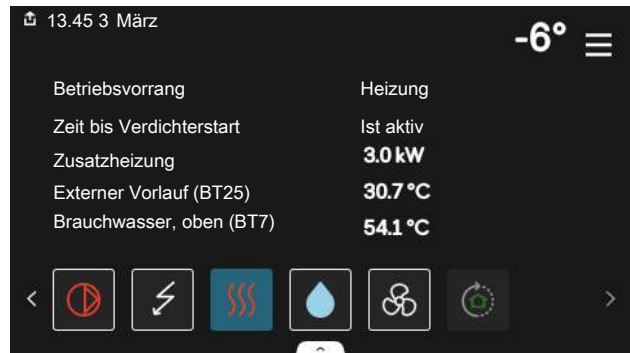 13.45 3 März
-6°
Betriebsvorrang Heizung
Zeit bis Verdichterstart Ist aktiv
Zusatzheizung 3.0 kW
Externer Vorlauf (BT25) 30.7 °C
Brauchwasser, oben (BT7) 54.1 °C